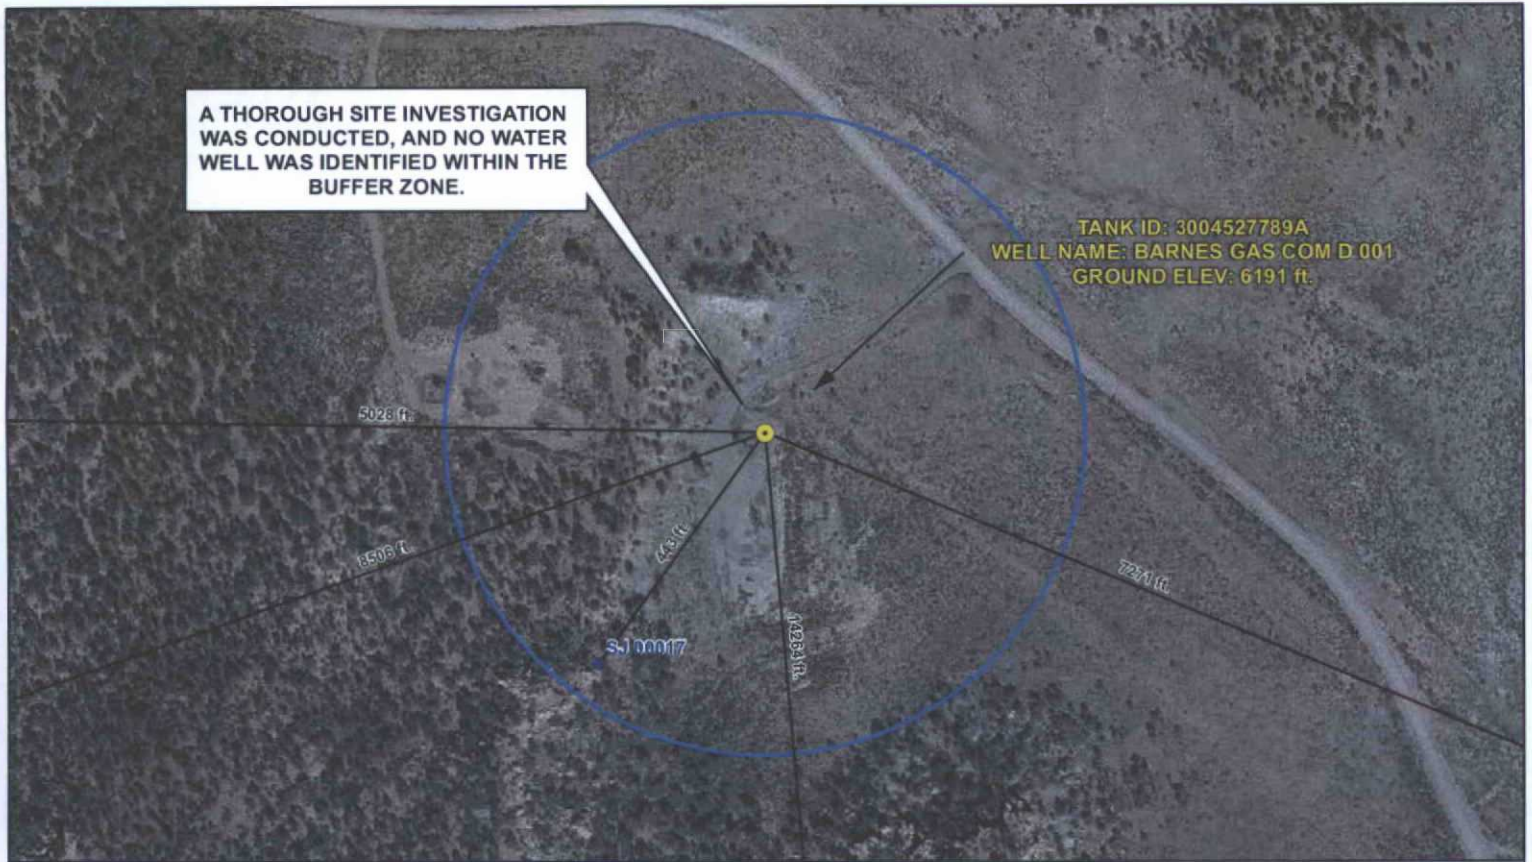 A THOROUGH SITE INVESTIGATION
WAS CONDUCTED, AND NO WATER
WELL WAS IDENTIFIED WITHIN THE
BUFFER ZONE.
TANK ID: 3004527789A
WELL NAME: BARNES GAS COM D 001
GROUND ELEV: 6191 ft.
5028 ft.
8506 ft.
443 ft.
7271 ft.
14264 ft.
SJ 00017